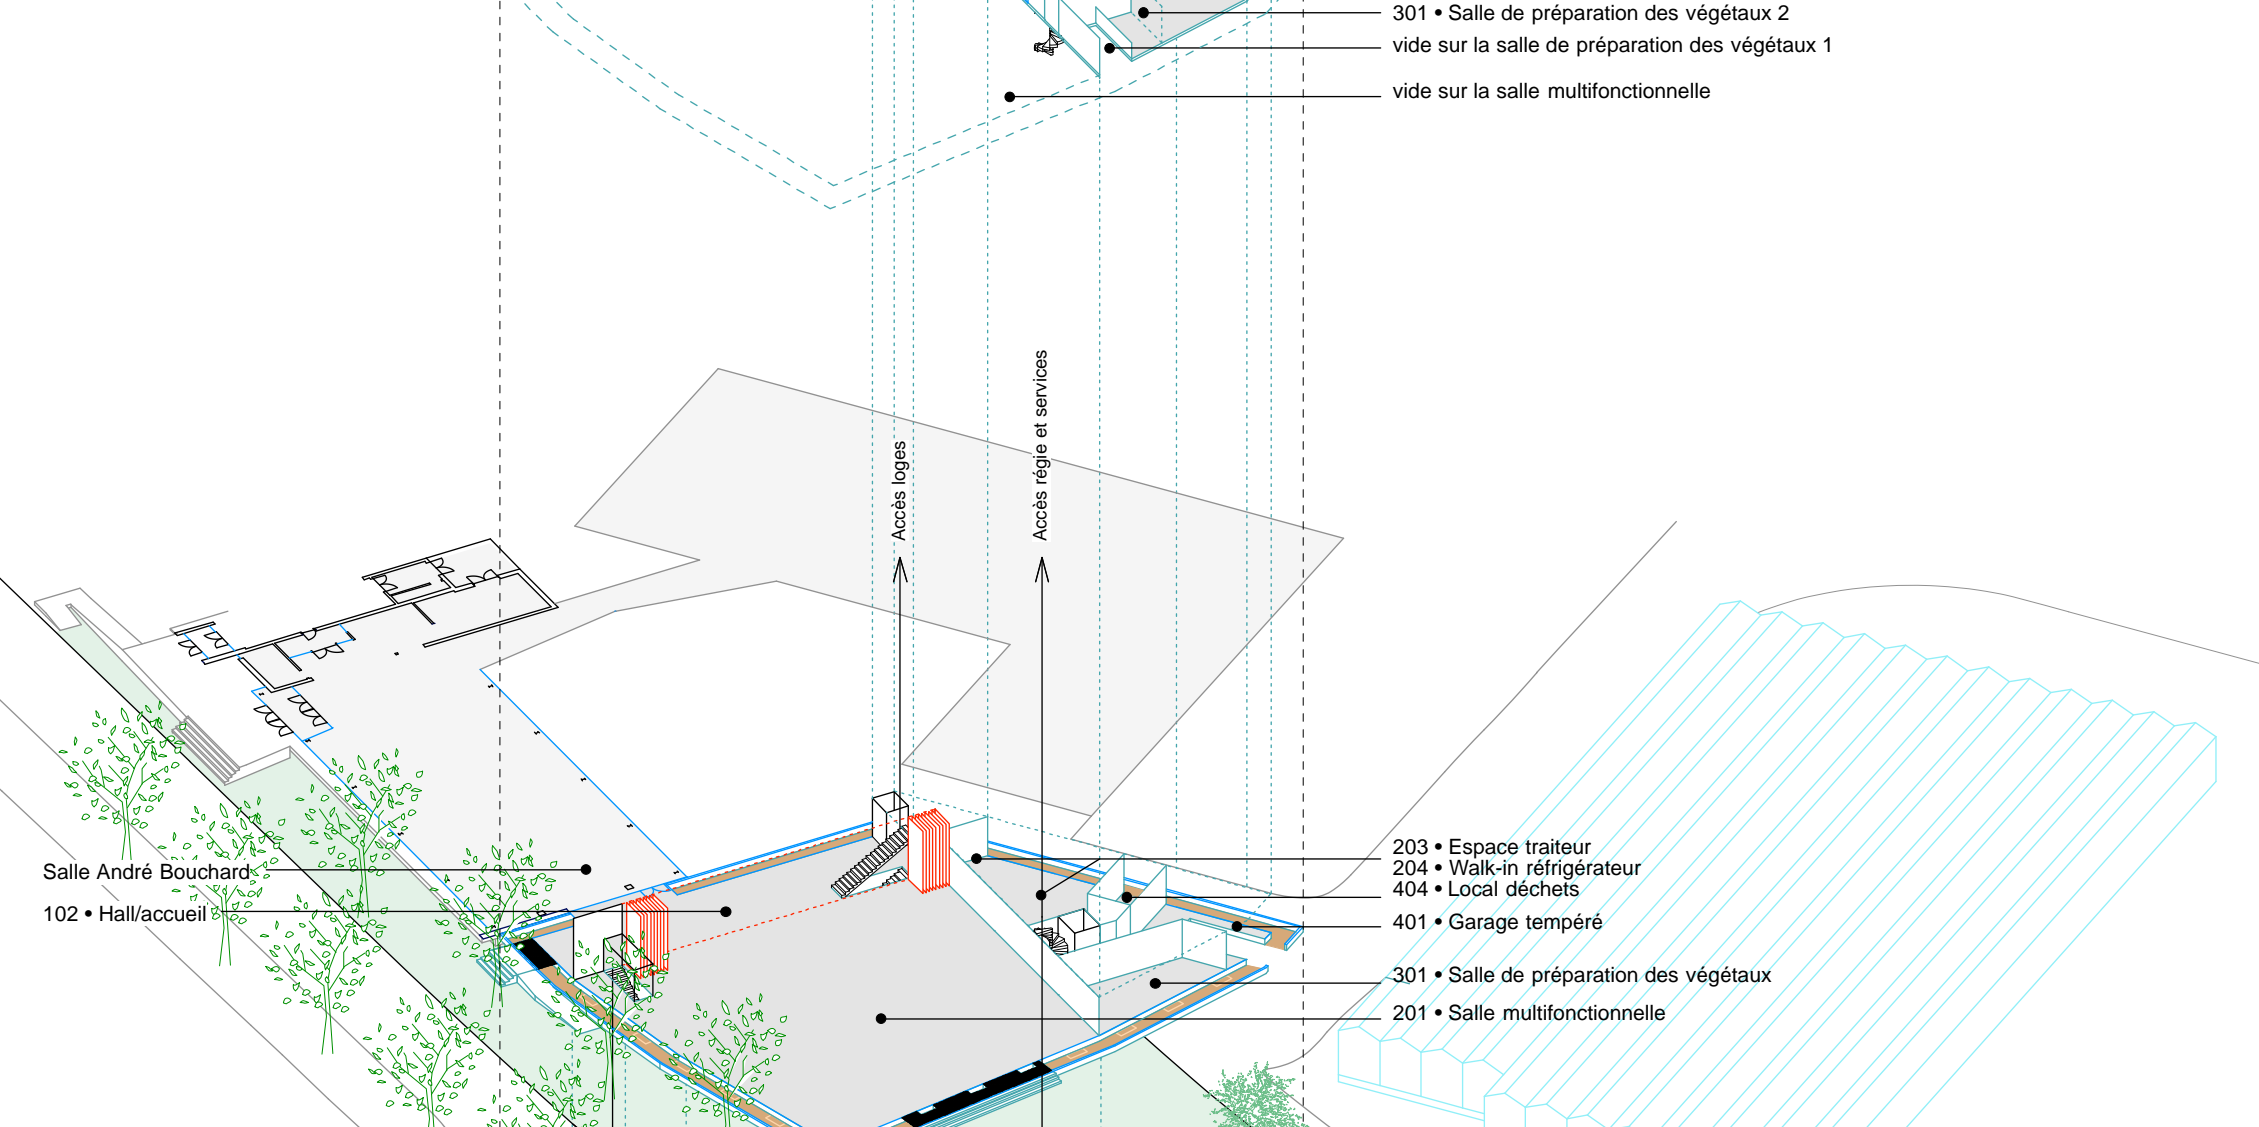 301 • Salle de préparation des végétaux 2
vide sur la salle de préparation des végétaux 1
vide sur la salle multifonctionnelle
Accès loges
Accès régie et services
Salle André Bouchard
102 • Hall/accueil
203 • Espace traiteur
204 • Walk-in réfrigérateur
404 • Local déchets
401 • Garage tempéré
301 • Salle de préparation des végétaux
201 • Salle multifonctionnelle